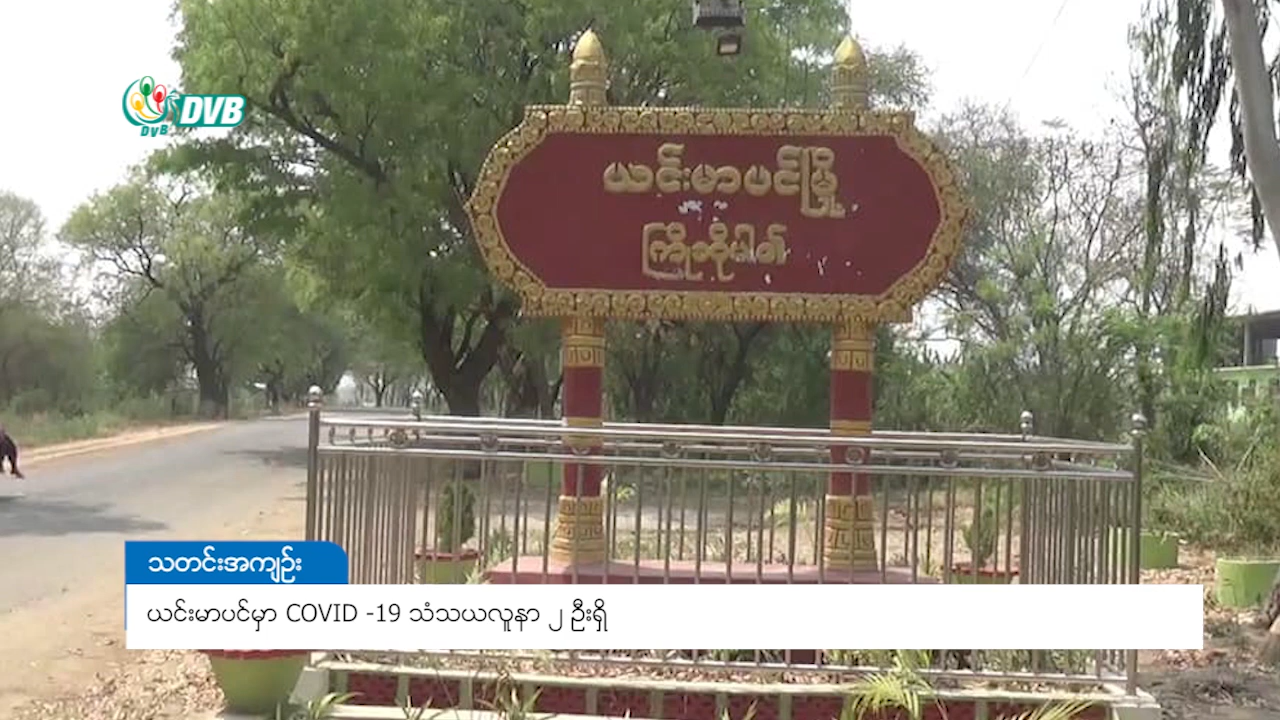 DVB
DVB
ယင်းမာပင်မြို့
ကြိုဆိုပါ၏
သတင်းအကျဉ်း
ယင်းမာပင်မှာ COVID -19 သံသယလူနာ ၂ ဦးရှိ